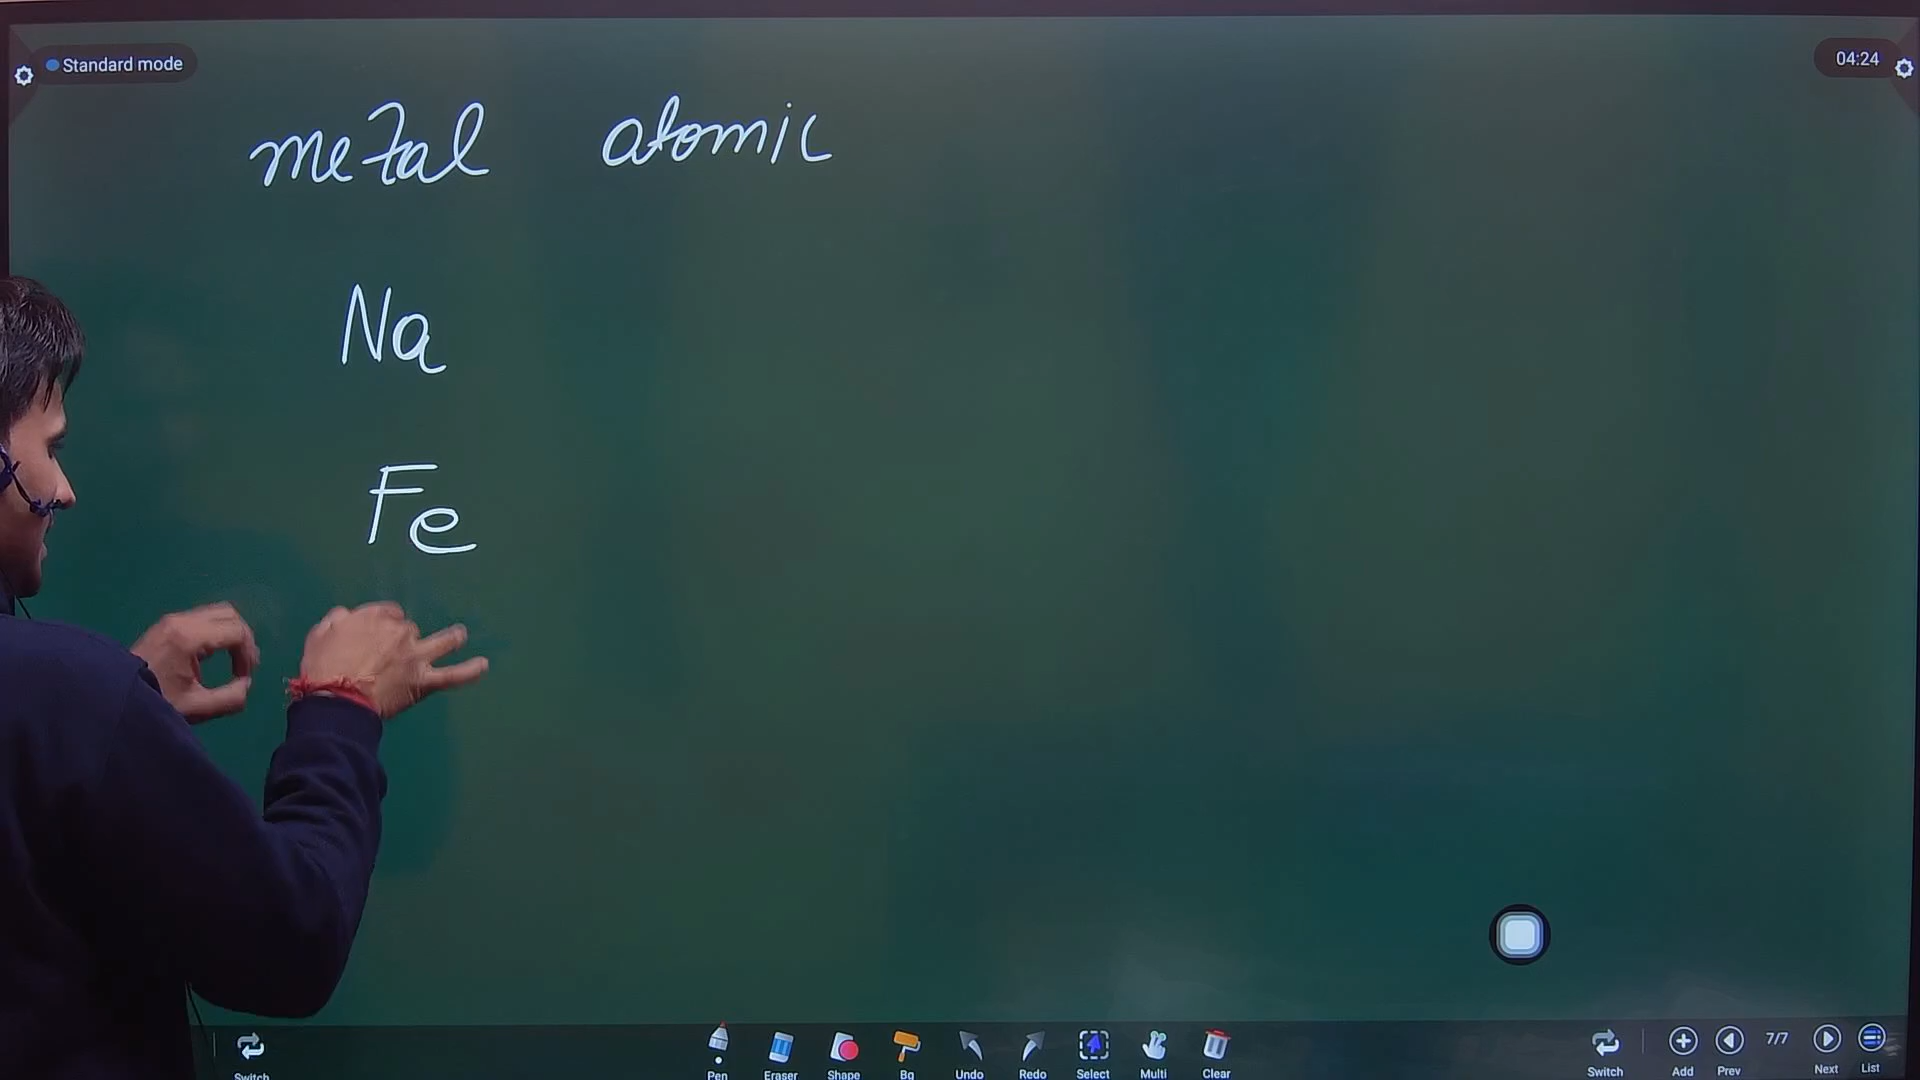 Standard mode
04:24
metal atomic
Na
Fe
Switch Pen Eraser Shape Bg Undo Redo Select Multi Clear Switch Add Prev 7/7 Next List